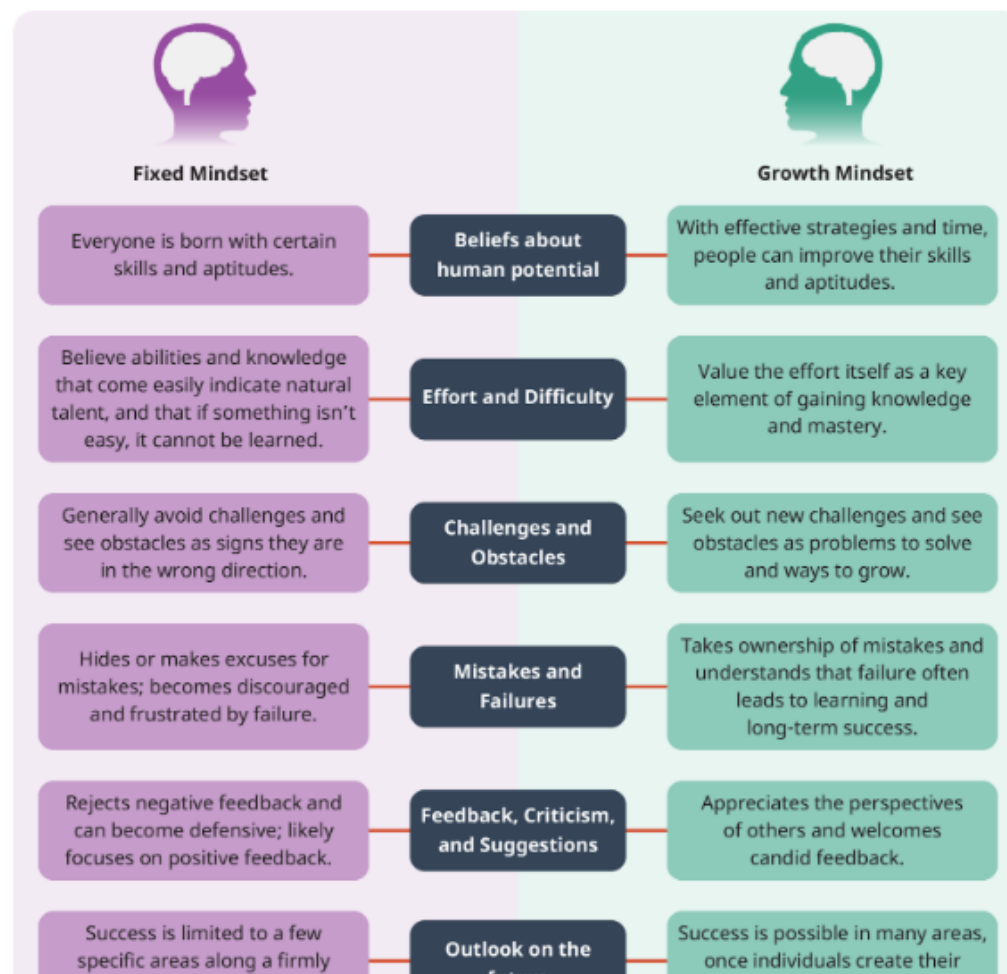 Fixed Mindset
Growth Mindset
Everyone is born with certain
skills and aptitudes.
Beliefs about
human potential
With effective strategies and time,
people can improve their skills
and aptitudes.
Believe abilities and knowledge
that come easily indicate natural
talent, and that if something isn't
easy, it cannot be learned.
Effort and Difficulty
Value the effort itself as a key
element of gaining knowledge
and mastery.
Generally avoid challenges and
see obstacles as signs they are
in the wrong direction.
Challenges and
Obstacles
Seek out new challenges and see
obstacles as problems to solve
and ways to grow.
Hides or makes excuses for
mistakes; becomes discouraged
and frustrated by failure.
Mistakes and
Failures
Takes ownership of mistakes and
understands that failure often
leads to learning and
long-term success.
Rejects negative feedback and
can become defensive; likely
focuses on positive feedback.
Feedback, Criticism,
and Suggestions
Appreciates the perspectives
of others and welcomes
candid feedback.
Success is limited to a few
specific areas along a firmly
Outlook on the
Success is possible in many areas,
once individuals create their